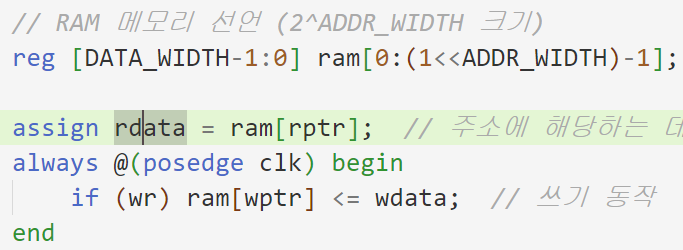 // RAM 메모리 선언 (2^ADDR_WIDTH 크기)
reg [DATA_WIDTH-1:0] ram[0:(1<<ADDR_WIDTH)-1];
assign rdata = ram[rptr];  // 주소에 해당하는
always @(posedge clk) begin
    if (wr) ram[wptr] <= wdata;  // 쓰기 동작
end